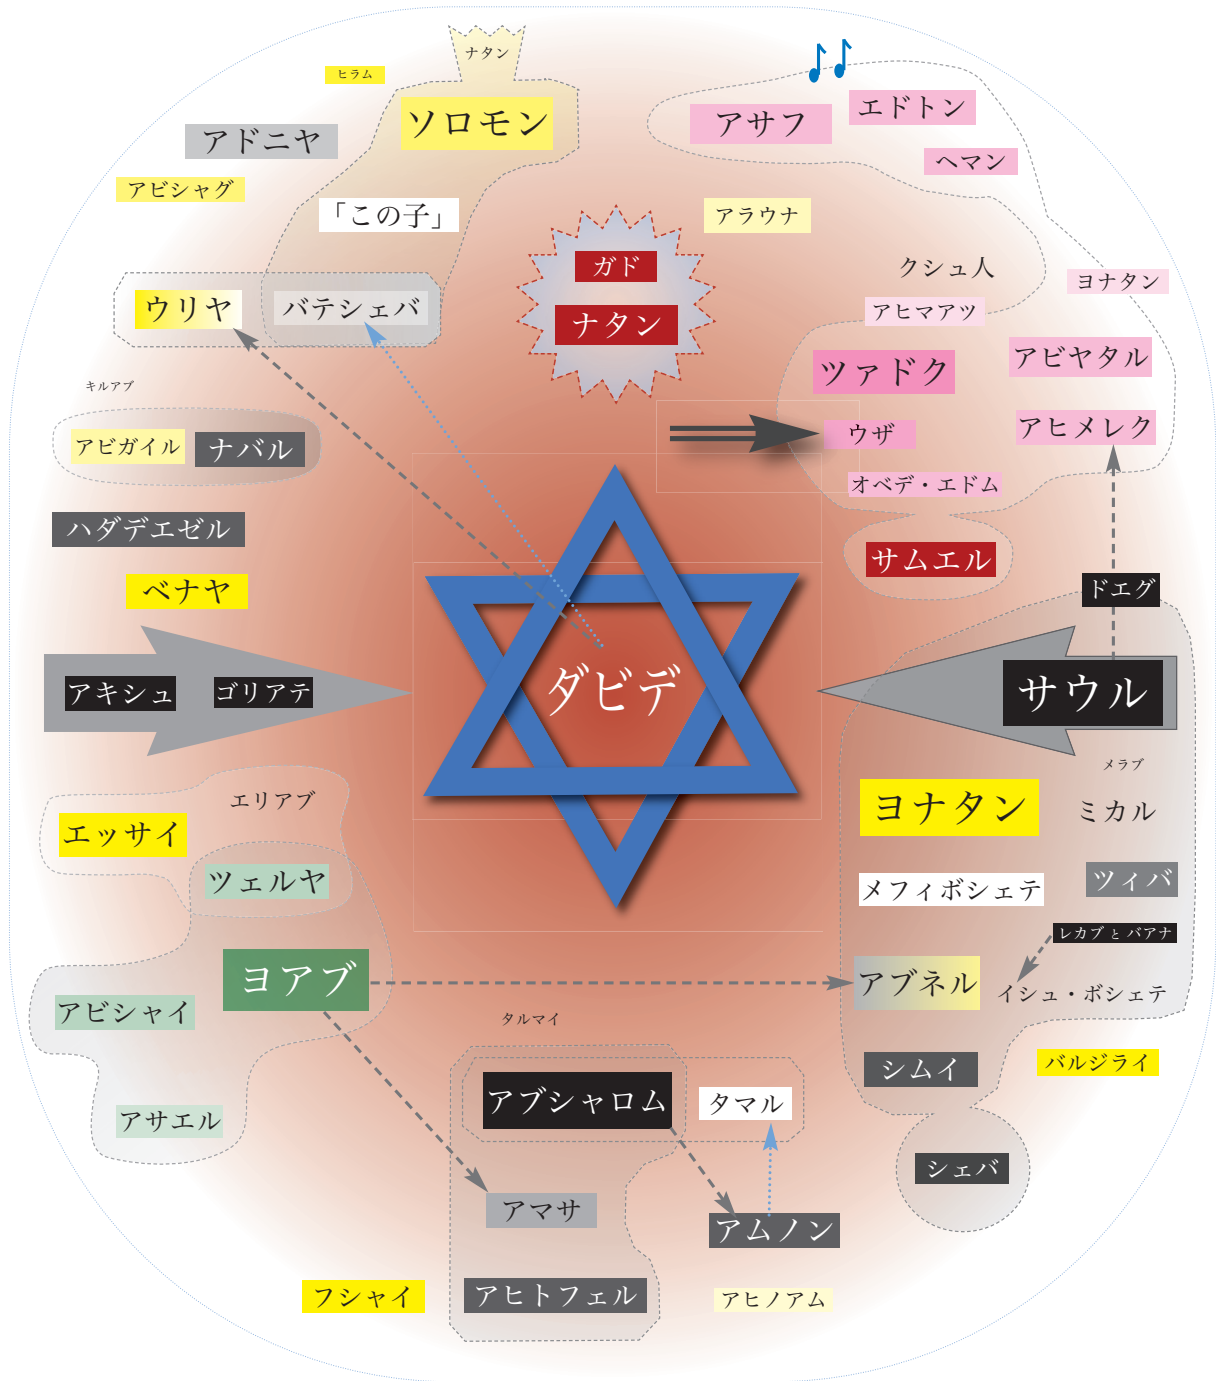 ナタン
ヒラム
ソロモン
アドニヤ
アビシャグ
「この子」
アサフ
エドトン
ヘマン
アラウナ
ガド
ナタン
クシュ人
アヒマアツ
ヨナタン
ウリヤ
バテシェバ
ツァドク
アビヤタル
キルアブ
アビガイル
ナバル
ウザ
アヒメレク
オベデ・エドム
ハダデエゼル
サムエル
ベナヤ
ドエグ
アキシュ
ゴリアテ
ダビデ
サウル
メラブ
エリアブ
エッサイ
ヨナタン
ミカル
ツェルヤ
メフィボシェテ
ツィバ
レカブ と バアナ
ヨアブ
アブネル
イシュ・ボシェテ
アビシャイ
タルマイ
シムイ
バルジライ
アブシャロム
タマル
アサエル
シェバ
アマサ
アムノン
フシャイ
アヒトフェル
アヒノアム